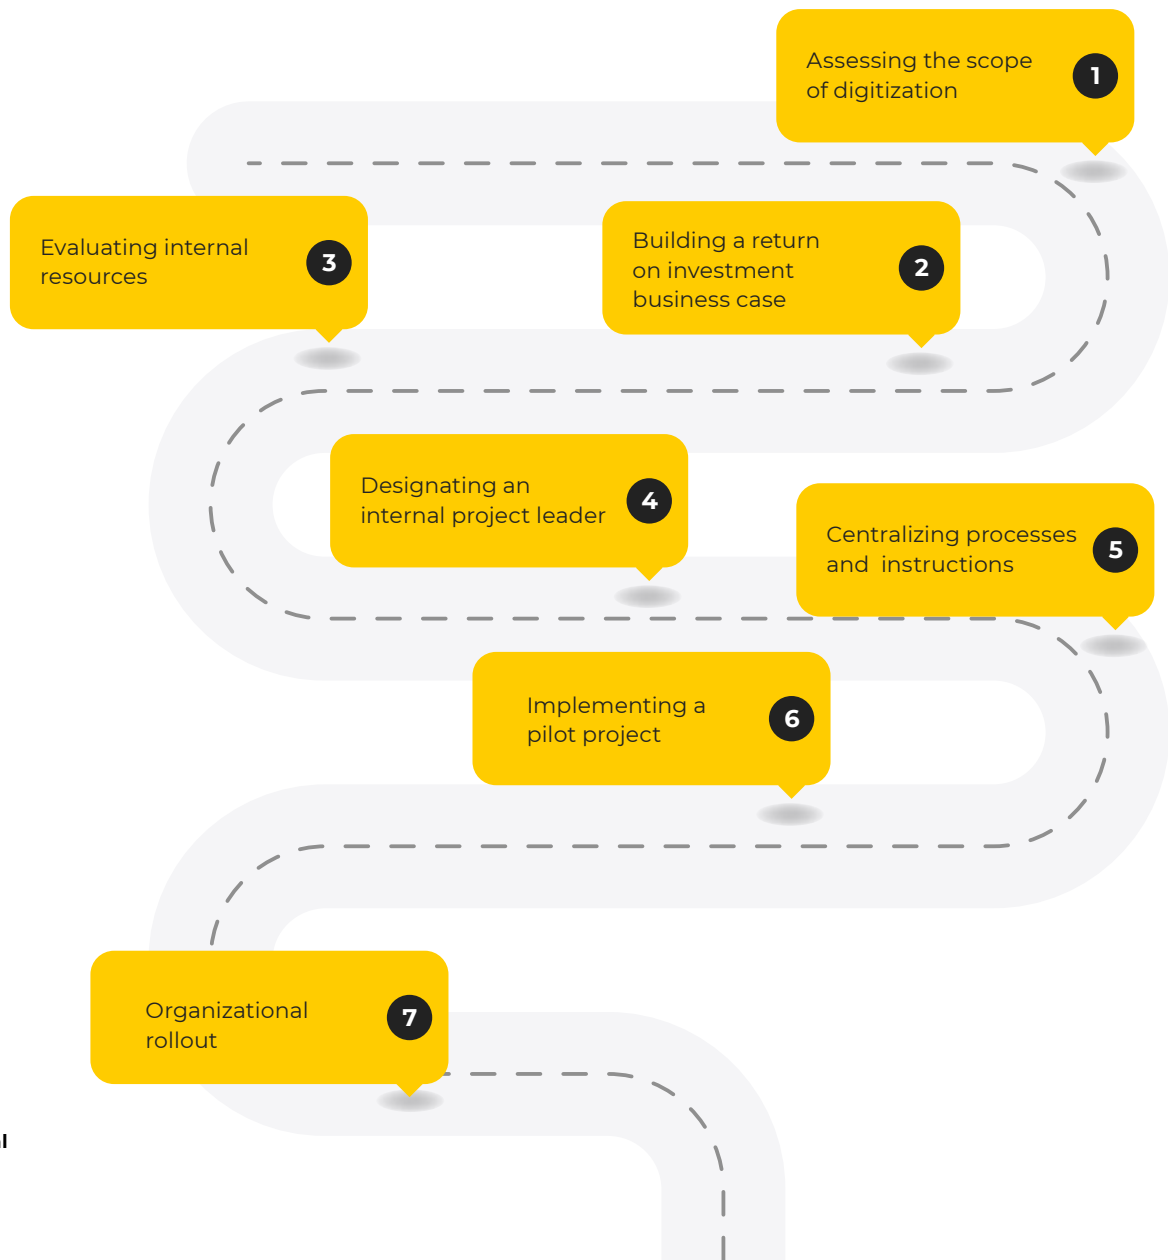 Assessing the scope
of digitization
1
Building a return
on investment
business case
2
Evaluating internal
resources
3
Designating an
internal project leader
4
Centralizing processes
and  instructions
5
Implementing a
pilot project
6
Organizational
rollout
7